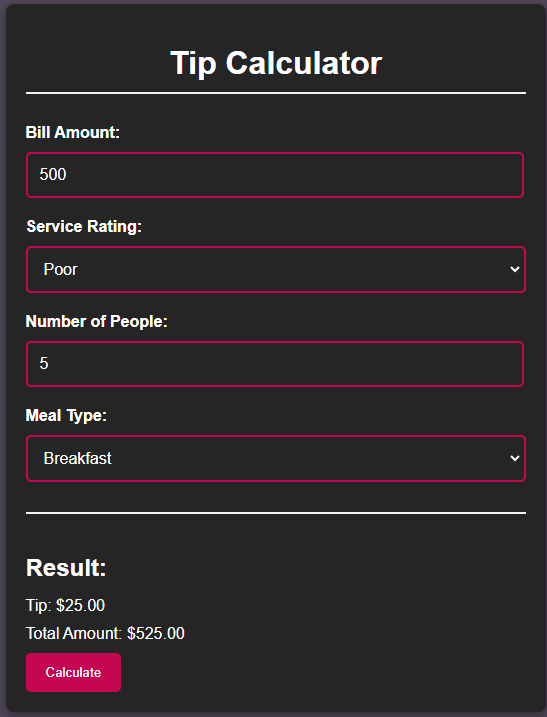 Tip Calculator
Bill Amount:
500
Service Rating:
Poor
Number of People:
5
Meal Type:
Breakfast
Result:
Tip: $25.00
Total Amount: $525.00
Calculate